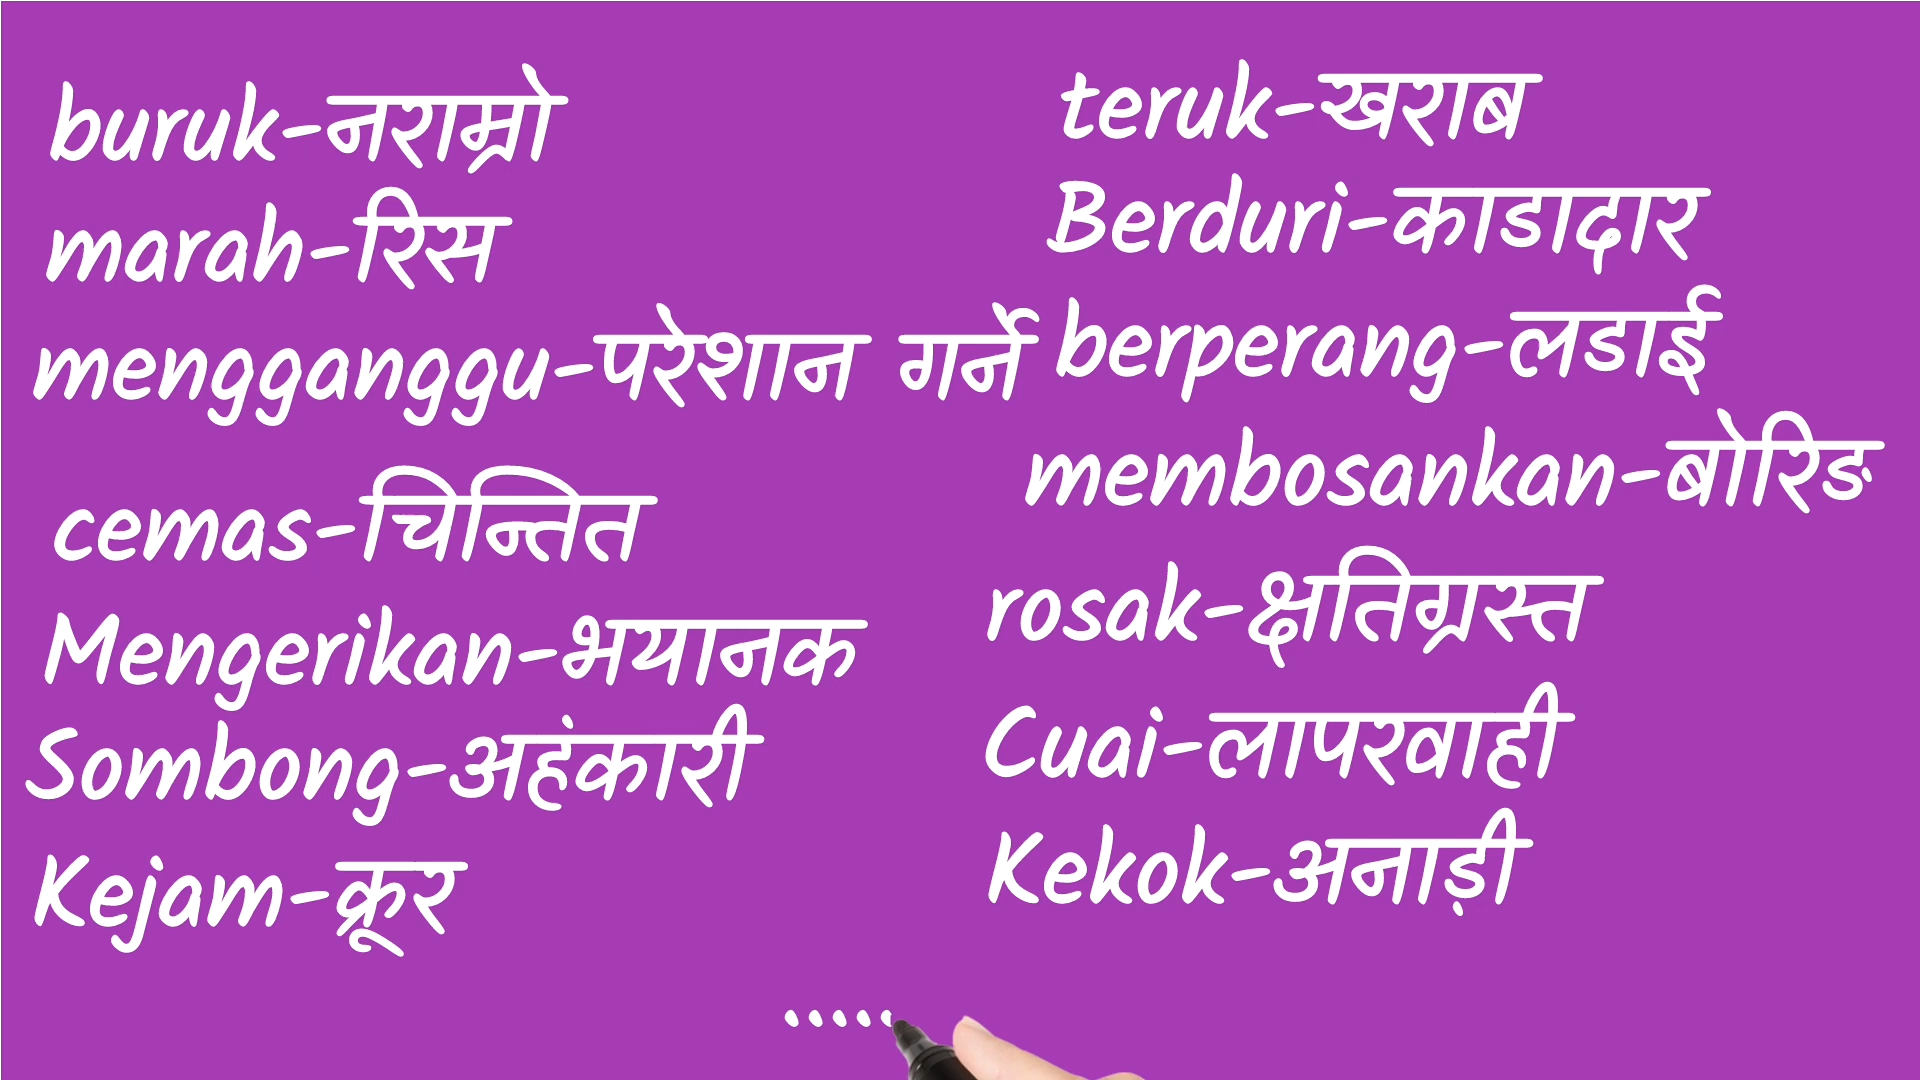 buruk-नराम्रो
marah-रिस
mengganggu-परेशान गर्ने
cemas-चिन्तित
Mengerikan-भयानक
Sombong-अहंकारी
Kejam-क्रूर
teruk-खराब
Berduri-काडादार
berperang-लडाई
membosankan-बोरिङ
rosak-क्षतिग्रस्त
Cuai-लापरवाही
Kekok-अनाड़ी
.....